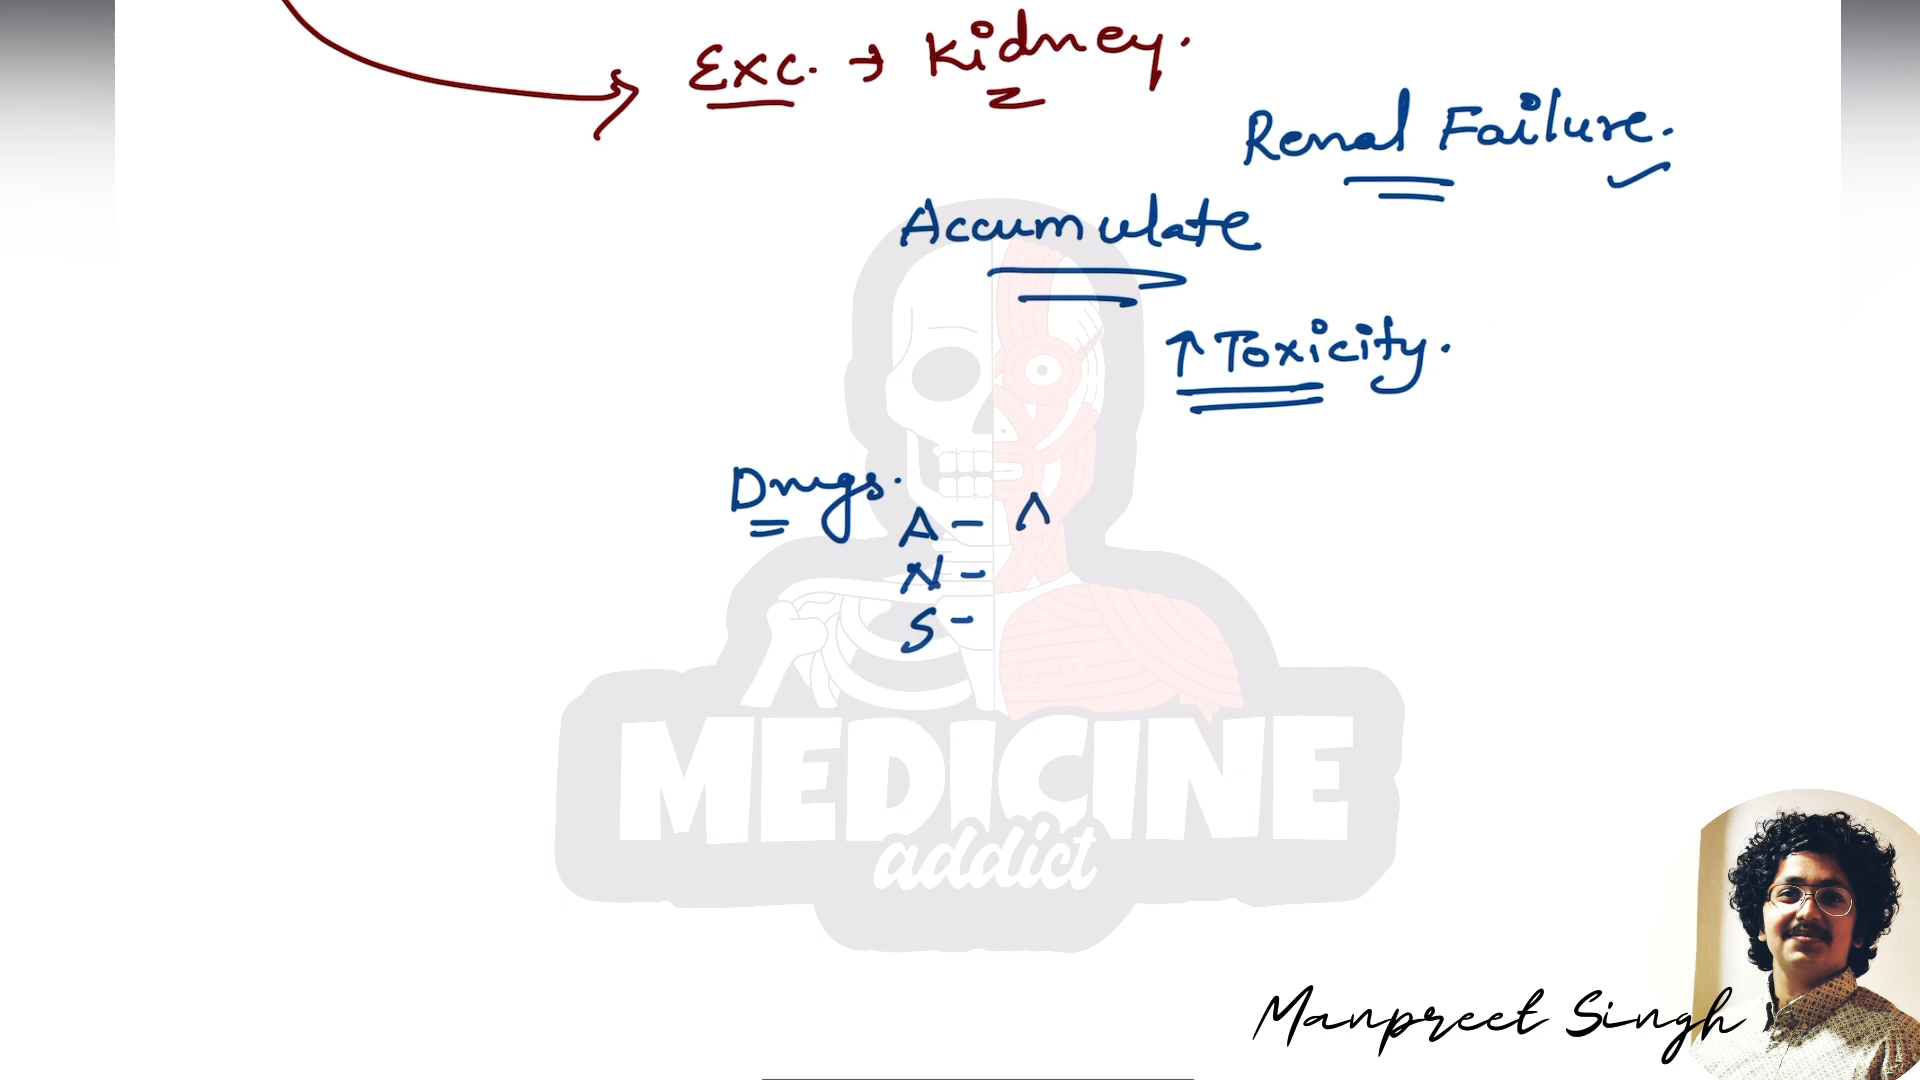 Exc. → Kidney.
Renal Failure.
Accumulate
↑ Toxicity.
Drugs.
A - A
N -
S -
MEDICINE
addict
Manpreet Singh